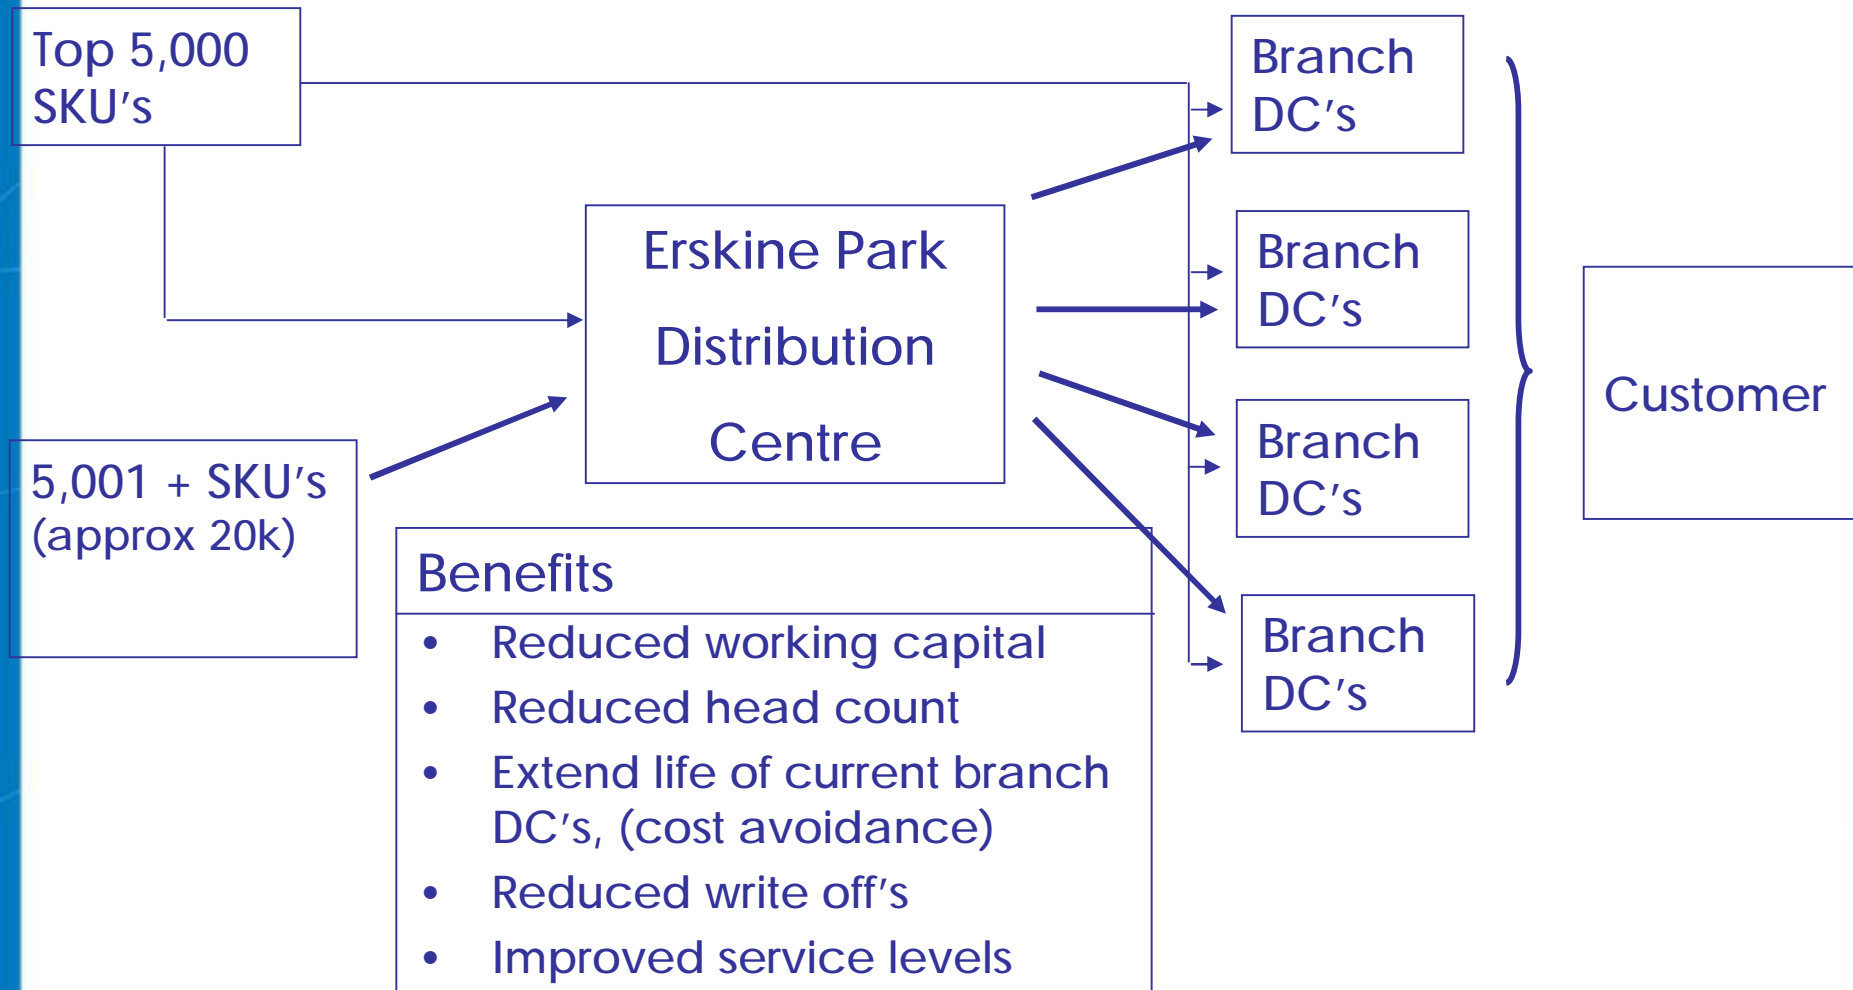 Top 5,000
SKU's
5,001 + SKU's
(approx 20k)
Erskine Park
Distribution
Centre
Benefits
• Reduced working capital
• Reduced head count
• Extend life of current branch
DC's, (cost avoidance)
• Reduced write off's
• Improved service levels
Branch
DC's
Branch
DC's
Branch
DC's
Branch
DC's
Customer